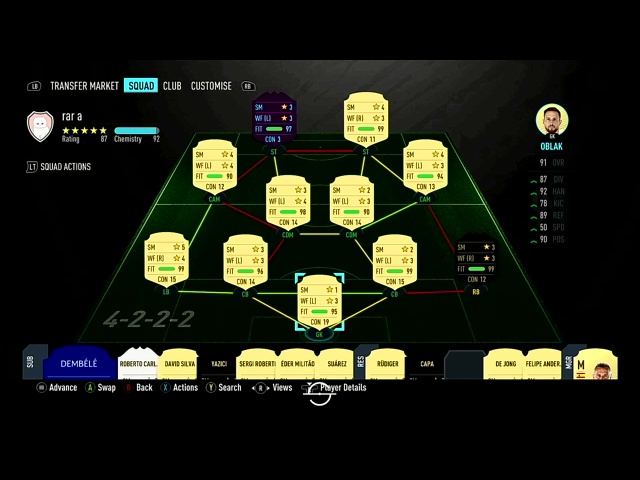 LB TRANSFER MARKET SQUAD CLUB CUSTOMISE RB
rar a
Rating 87 Chemistry 92
LT SQUAD ACTIONS
SM 3
WF [L] 3
FIT 97
CON 3
ST
SM 4
WF [R] 3
FIT 99
CON 11
ST
SM 4
WF [L] 4
FIT 90
CON 12
CAM
SM 4
WF [L] 3
FIT 94
CON 13
CAM
SM 3
WF [L] 4
FIT 98
CON 14
CDM
SM 2
WF [L] 3
FIT 90
CON 14
CDM
SM 5
WF [R] 4
FIT 99
CON 15
LB
SM 2
WF [L] 3
FIT 96
CON 14
CB
SM 2
WF [L] 3
FIT 99
CON 15
CB
SM 3
WF [L] 3
FIT 99
CON 12
RB
SM 1
WF [L] 3
FIT 95
CON 19
GK
GK
OBLAK
91 OVR
87 DIV
92 HAN
78 KIC
89 REF
50 SPD
90 POS
4-2-2-2
SUB DEMBÉLÉ ROBERTO CARL DAVID SILVA YAZICI SERGI ROBERT ÉDER MILITÃO SUÁREZ RES RÜDIGER CAPA DE JONG FELIPE ANDER MGR M
Advance A Swap B Back X Actions Y Search R Views Player Details